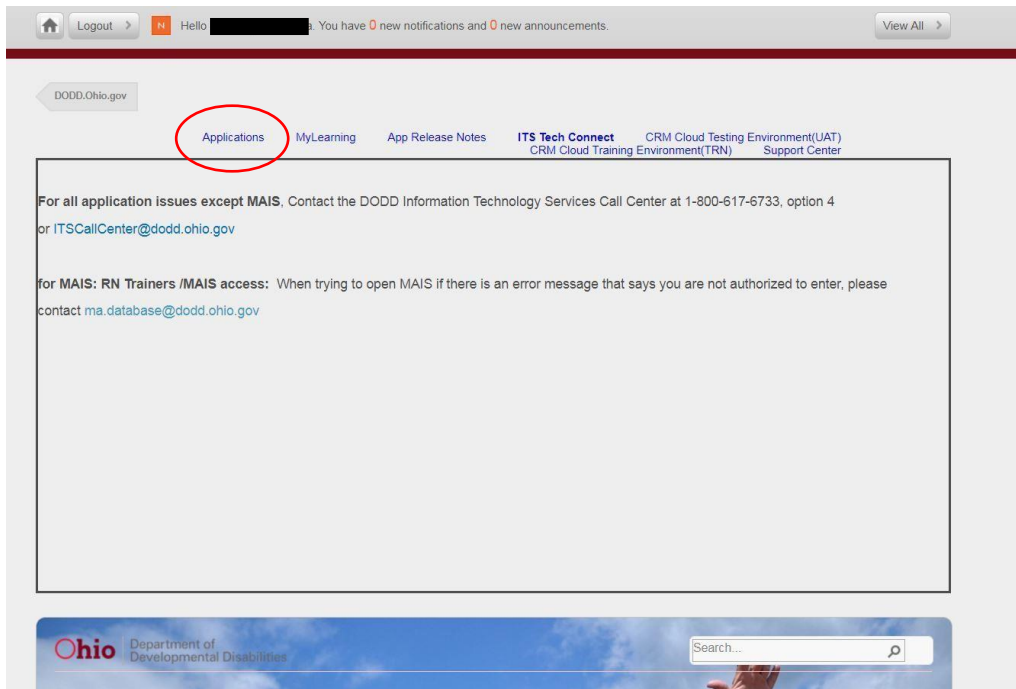 Logout >
N Hello a. You have 0 new notifications and 0 new announcements.
View All >
DODD.Ohio.gov
Applications MyLearning App Release Notes ITS Tech Connect CRM Cloud Testing Environment(UAT)
CRM Cloud Training Environment(TRN) Support Center
For all application issues except MAIS, Contact the DODD Information Technology Services Call Center at 1-800-617-6733, option 4
or ITSCallCenter@dodd.ohio.gov
for MAIS: RN Trainers /MAIS access: When trying to open MAIS if there is an error message that says you are not authorized to enter, please
contact ma.database@dodd.ohio.gov
Ohio Department of
Developmental Disabilities
Search...